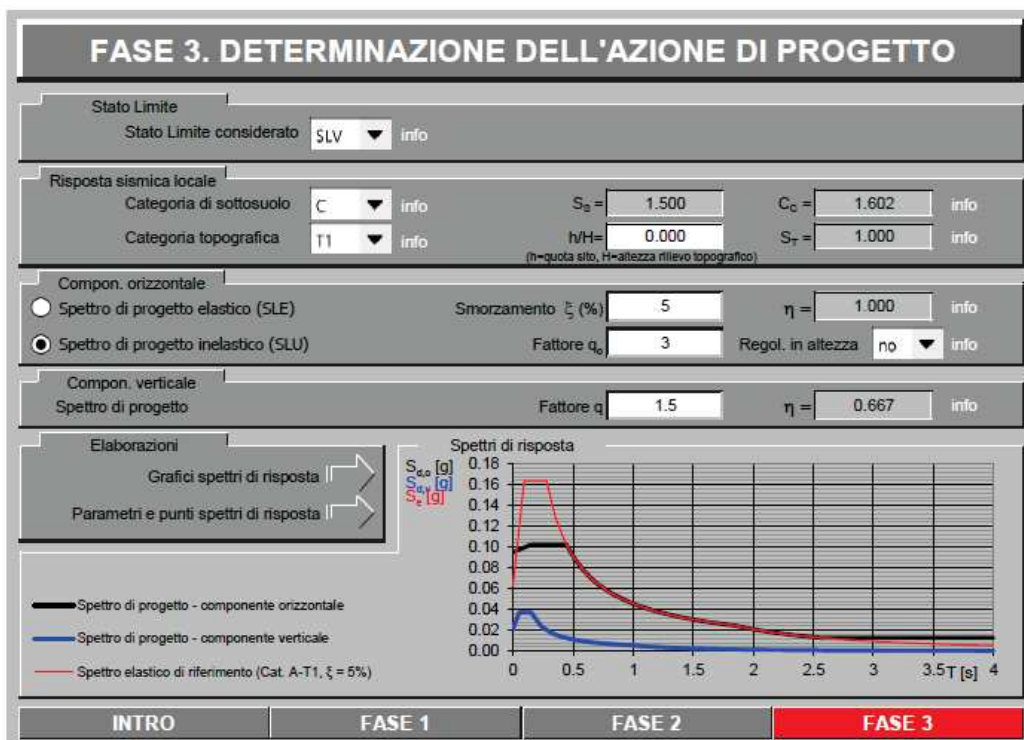 FASE 3. DETERMINAZIONE DELL'AZIONE DI PROGETTO
Stato Limite
Stato Limite considerato SLV info
Risposta sismica locale
Categoria di sottosuolo C info S_S = 1.500 C_C = 1.602 info
Categoria topografica T1 info h/H= 0.000 S_T = 1.000 info
(h=quota sito, H=altezza rilievo topografico)
Compon. orizzontale
Spettro di progetto elastico (SLE) Smorzamento ξ (%) 5 η = 1.000 info
Spettro di progetto inelastico (SLU) Fattore q_o 3 Regol. in altezza no info
Compon. verticale
Spettro di progetto Fattore q 1.5 η = 0.667 info
Elaborazioni
Grafici spettri di risposta
Parametri e punti spettri di risposta
Spettri di risposta
S_d,o [g]
S_d,v [g]
S_e [g]
0.18
0.16
0.14
0.12
0.10
0.08
0.06
0.04
0.02
0.00
0 0.5 1 1.5 2 2.5 3 3.5 T [s] 4
Spettro di progetto - componente orizzontale
Spettro di progetto - componente verticale
Spettro elastico di riferimento (Cat. A-T1, ξ = 5%)
INTRO FASE 1 FASE 2 FASE 3